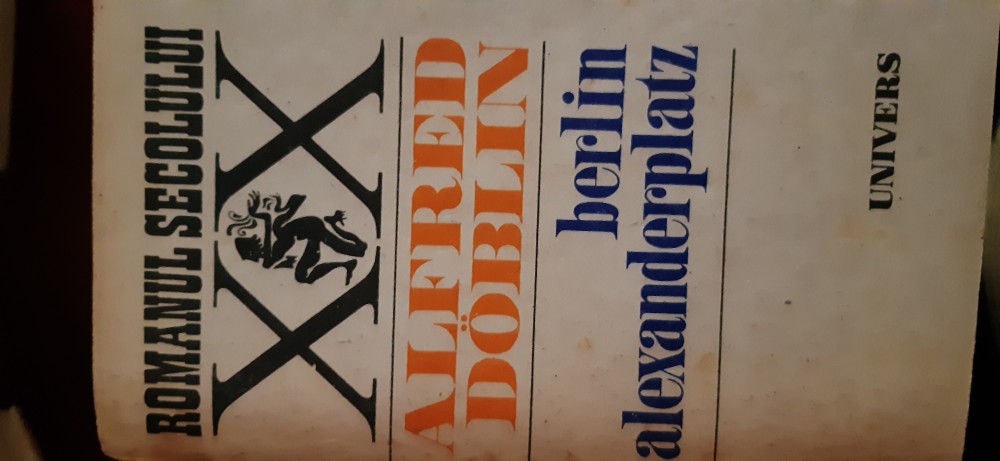 ROMANUL SECOLULUI
XX
ALFRED
DÖBLIN
berlin
alexanderplatz
UNIVERS